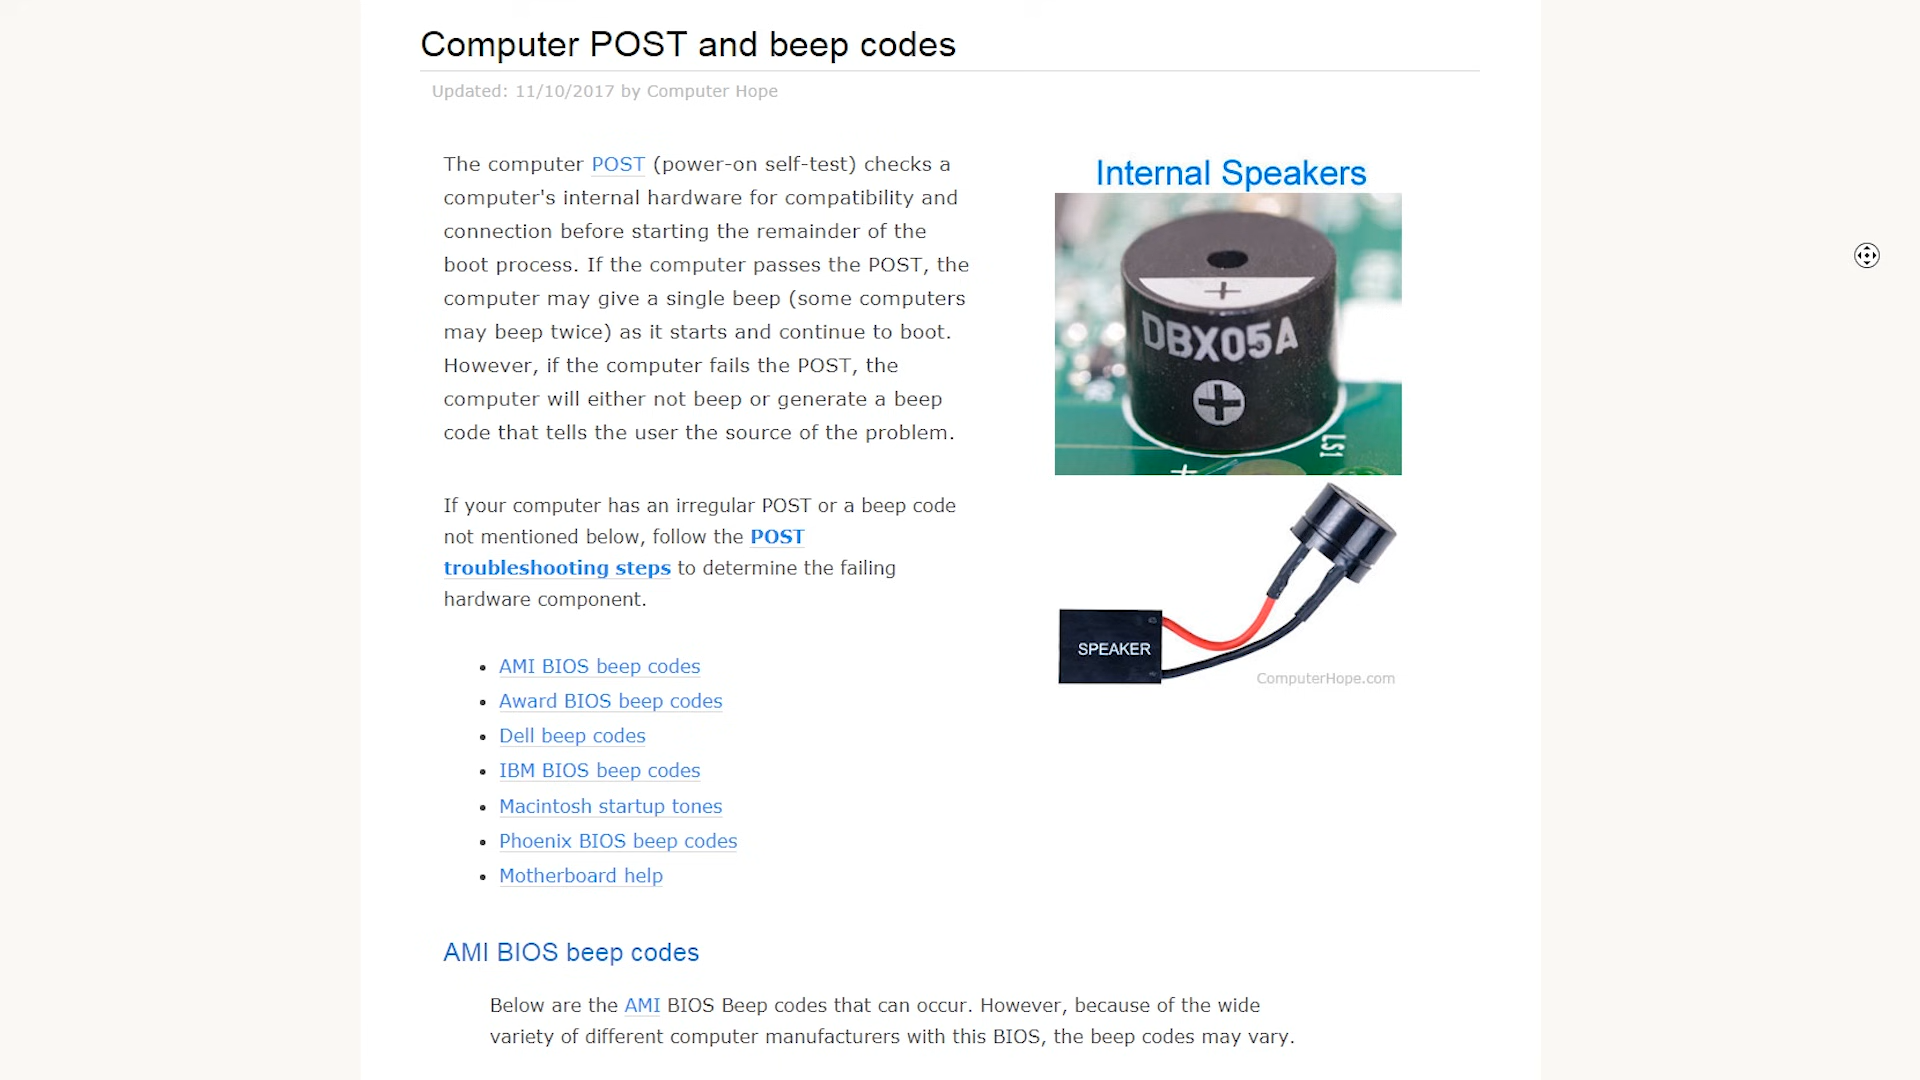 Computer POST and beep codes
Updated: 11/10/2017 by Computer Hope
The computer POST (power-on self-test) checks a
computer's internal hardware for compatibility and
connection before starting the remainder of the
boot process. If the computer passes the POST, the
computer may give a single beep (some computers
may beep twice) as it starts and continue to boot.
However, if the computer fails the POST, the
computer will either not beep or generate a beep
code that tells the user the source of the problem.
If your computer has an irregular POST or a beep code
not mentioned below, follow the POST
troubleshooting steps to determine the failing
hardware component.
AMI BIOS beep codes
Award BIOS beep codes
Dell beep codes
IBM BIOS beep codes
Macintosh startup tones
Phoenix BIOS beep codes
Motherboard help
Internal Speakers
+
DBX05A
+
LS1
+
SPEAKER
ComputerHope.com
AMI BIOS beep codes
Below are the AMI BIOS Beep codes that can occur. However, because of the wide
variety of different computer manufacturers with this BIOS, the beep codes may vary.